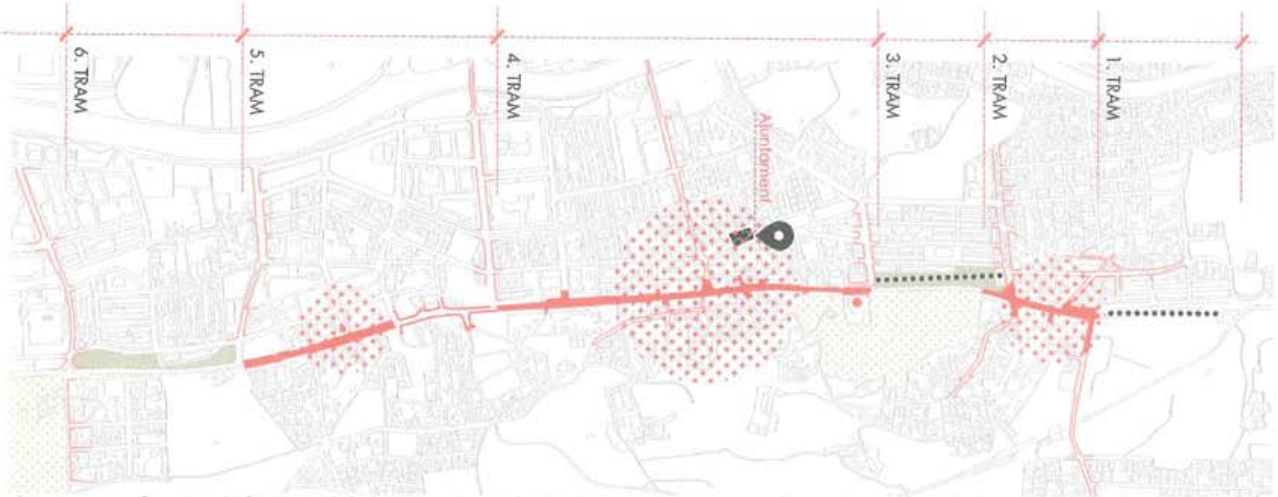 6. TRAM
5. TRAM
4. TRAM
3. TRAM
2. TRAM
1. TRAM
Ajuntament